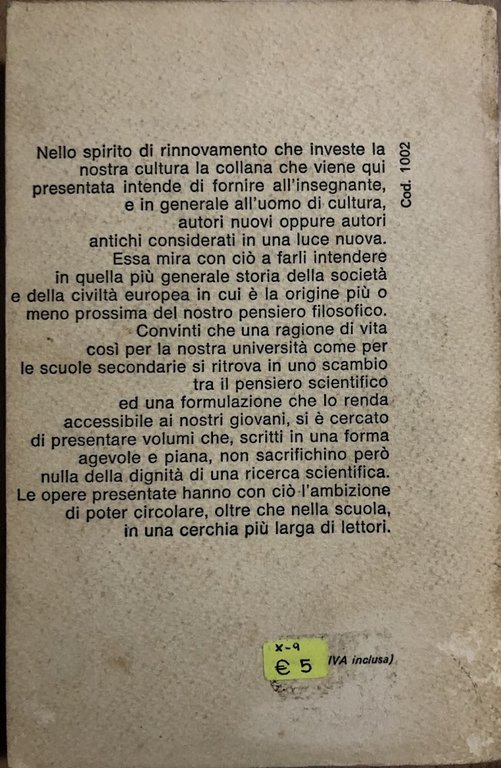 Nello spirito di rinnovamento che investe la
nostra cultura la collana che viene qui
presentata intende di fornire all'insegnante,
e in generale all'uomo di cultura,
autori nuovi oppure autori
antichi considerati in una luce nuova.
Essa mira con ciò a farli intendere
in quella più generale storia della società
e della civiltà europea in cui è la origine più o
meno prossima del nostro pensiero filosofico.
Convinti che una ragione di vita
così per la nostra università come per
le scuole secondarie si ritrova in uno scambio
tra il pensiero scientifico
ed una formulazione che lo renda
accessibile ai nostri giovani, si è cercato
di presentare volumi che, scritti in una forma
agevole e piana, non sacrifichino però
nulla della dignità di una ricerca scientifica.
Le opere presentate hanno con ciò l'ambizione
di poter circolare, oltre che nella scuola,
in una cerchia più larga di lettori.
Cod. 1002
X-9
€ 5
IVA inclusa)